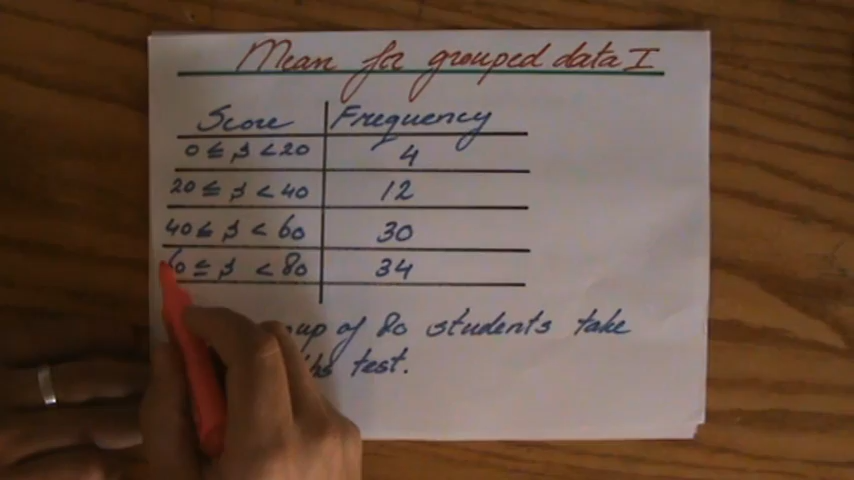 Mean for grouped data I
Score Frequency
0 ≤ s < 20 4
20 ≤ s < 40 12
40 ≤ s < 60 30
60 ≤ s < 80 34
of 80 students take
test.